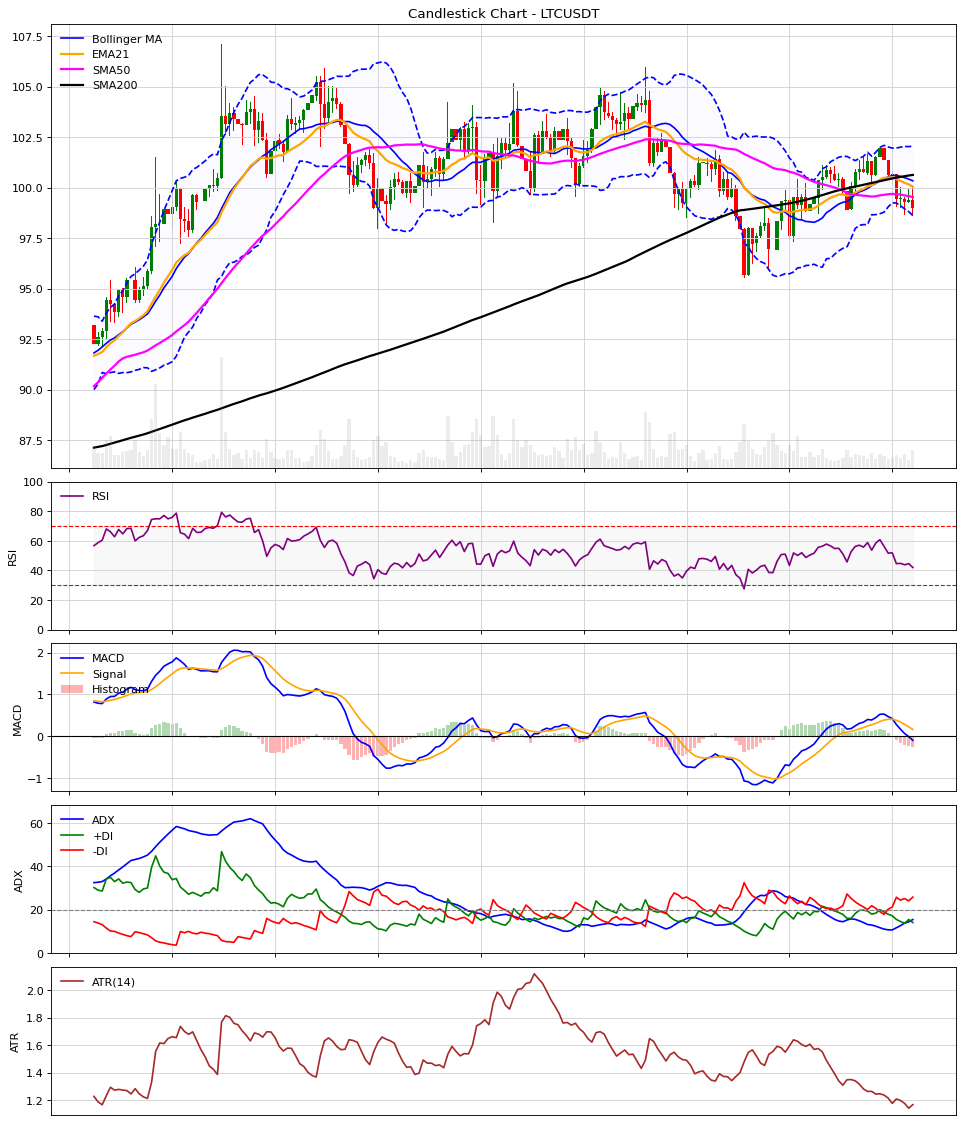 Candlestick Chart - LTCUSDT
107.5
105.0
102.5
100.0
97.5
95.0
92.5
90.0
87.5
Bollinger MA
EMA21
SMA50
SMA200
100
80
60
40
20
0
RSI
RSI
2
1
0
−1
MACD
MACD
Signal
Histogram
60
40
20
0
ADX
ADX
+DI
-DI
2.0
1.8
1.6
1.4
1.2
ATR
ATR(14)